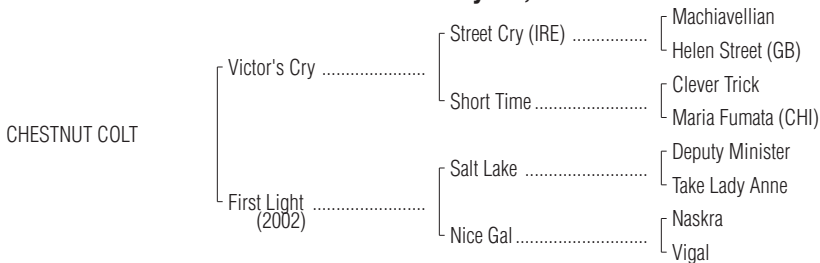 Machiavellian
Street Cry (IRE) ................
Helen Street (GB)
Victor's Cry ......................
Clever Trick
Short Time ........................
Maria Fumata (CHI)
CHESTNUT COLT
Deputy Minister
Salt Lake ..........................
Take Lady Anne
First Light ........................
(2002)
Naskra
Nice Gal ............................
Vigal